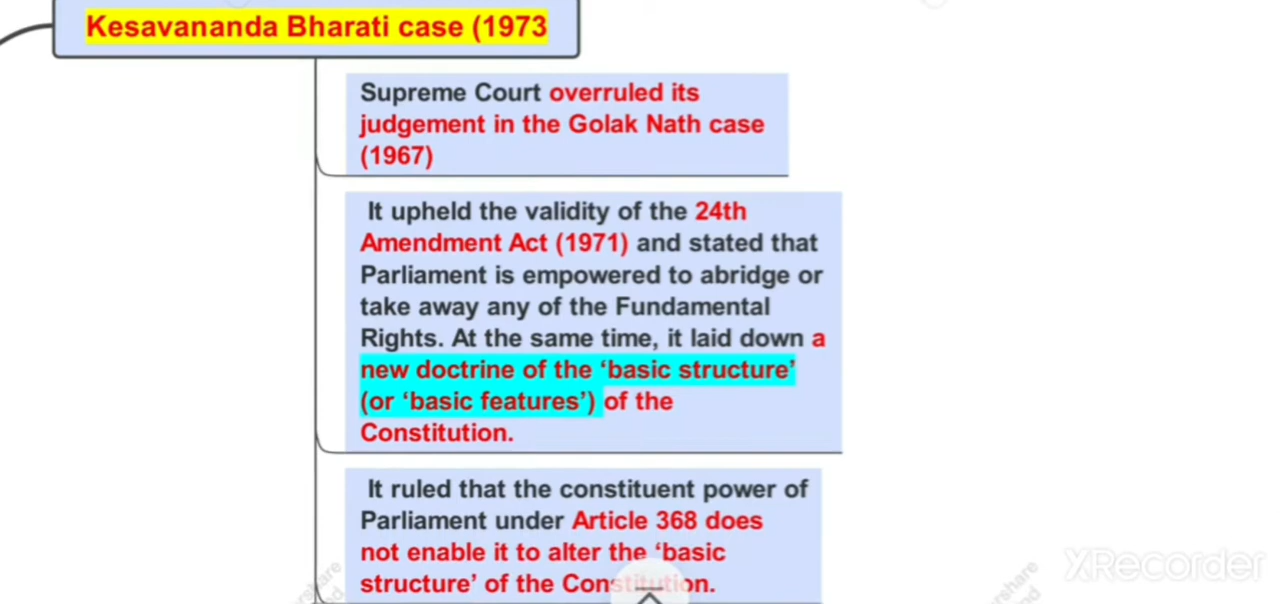 Kesavananda Bharati case (1973
Supreme Court overruled its
judgement in the Golak Nath case
(1967)
It upheld the validity of the 24th
Amendment Act (1971) and stated that
Parliament is empowered to abridge or
take away any of the Fundamental
Rights. At the same time, it laid down a
new doctrine of the ‘basic structure’
(or ‘basic features’) of the
Constitution.
It ruled that the constituent power of
Parliament under Article 368 does
not enable it to alter the ‘basic
structure’ of the Constitution.
XRecorder